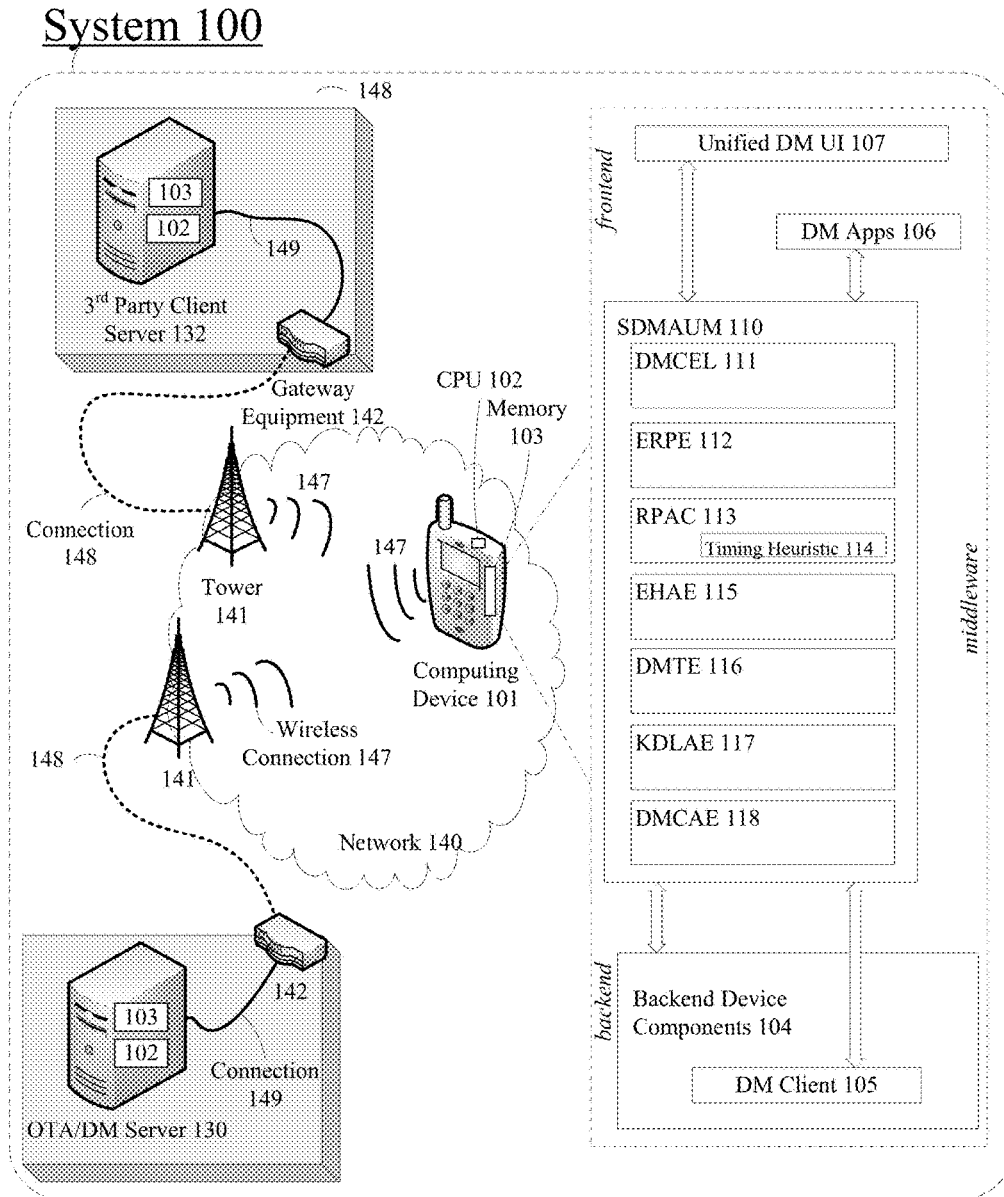 System 100
148
103
102
149
3rd Party Client
Server 132
Gateway
Equipment 142
CPU 102
Memory
103
Connection
148
147
147
Tower
141
Computing
Device 101
148
141
Wireless
Connection 147
Network 140
142
103
102
Connection
149
OTA/DM Server 130
frontend
Unified DM UI 107
DM Apps 106
SDMAUM 110
DMCEL 111
ERPE 112
RPAC 113
Timing Heuristic 114
EHAE 115
DMTE 116
KDLAE 117
DMCAE 118
middleware
backend
Backend Device
Components 104
DM Client 105